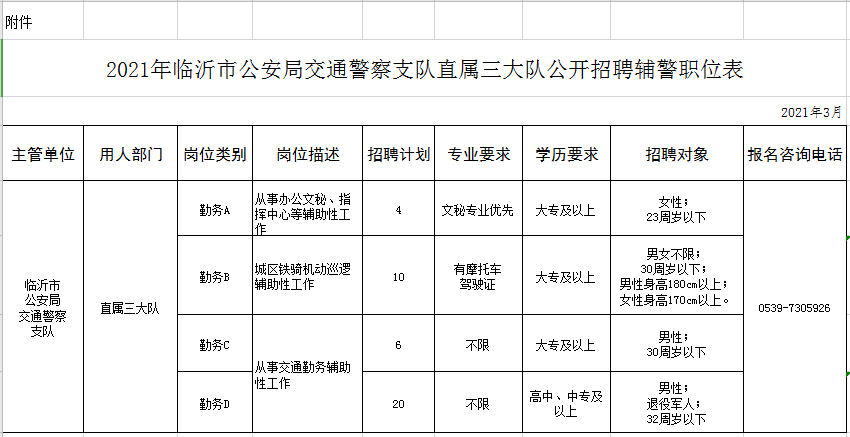 附件
2021年临沂市公安局交通警察支队直属三大队公开招聘辅警职位表
2021年3月
主管单位 用人部门 岗位类别 岗位描述 招聘计划 专业要求 学历要求 招聘对象 报名咨询电话
临沂市
公安局
交通警察
支队
直属三大队
勤务A
从事办公文秘、指
挥中心等辅助性工
作
4
文秘专业优先
大专及以上
女性；
23周岁以下
勤务B
城区铁骑机动巡逻
辅助性工作
10
有摩托车
驾驶证
大专及以上
男女不限；
30周岁以下；
男性身高180cm以上；
女性身高170cm以上。
勤务C
从事交通勤务辅助
性工作
6
不限
大专及以上
男性；
30周岁以下
勤务D
20
不限
高中、中专及
以上
男性；
退役军人；
32周岁以下
0539-7305926